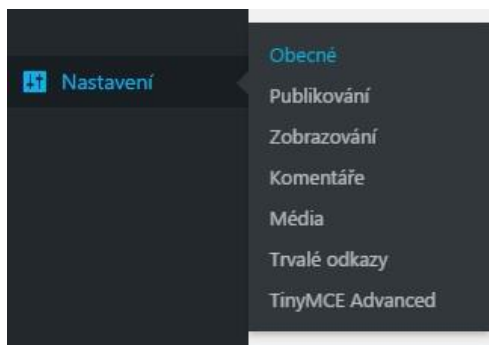 Nastavení
Obecné
Publikování
Zobrazování
Komentáře
Média
Trvalé odkazy
TinyMCE Advanced